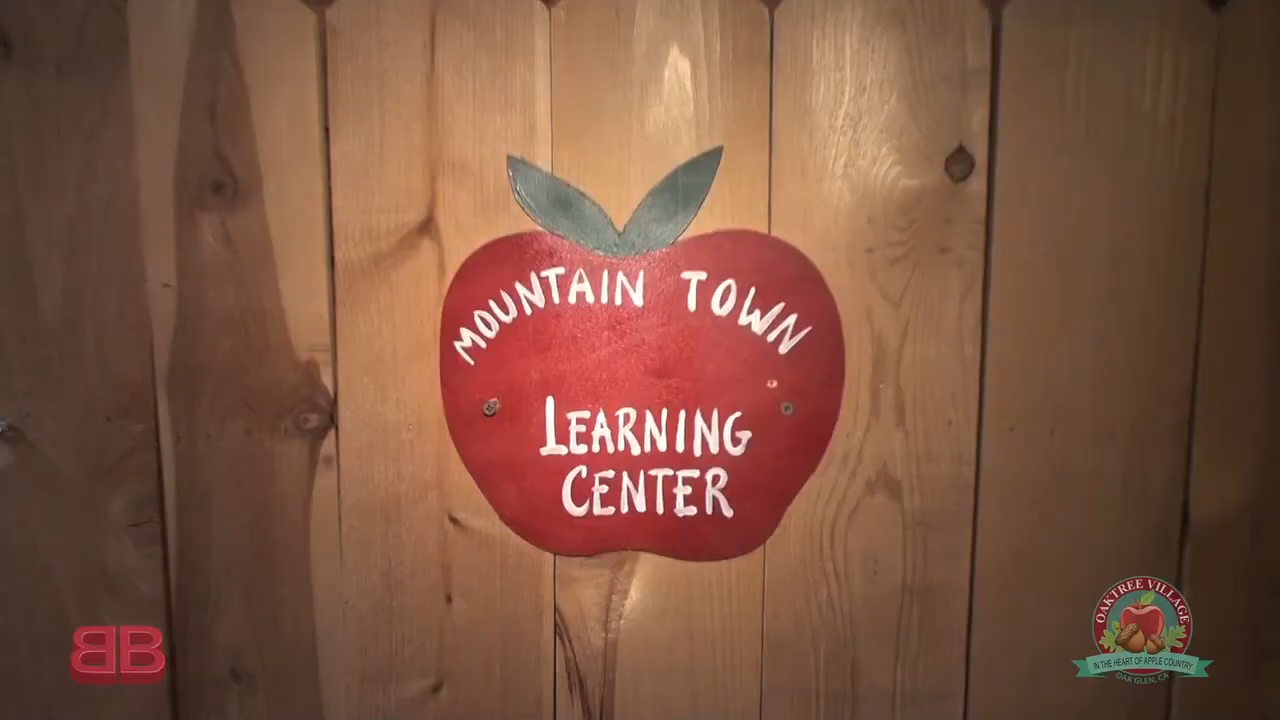 MOUNTAIN TOWN
LEARNING
CENTER
BB
OAKTREE VILLAGE
IN THE HEART OF APPLE COUNTRY
OAK GLEN, CA